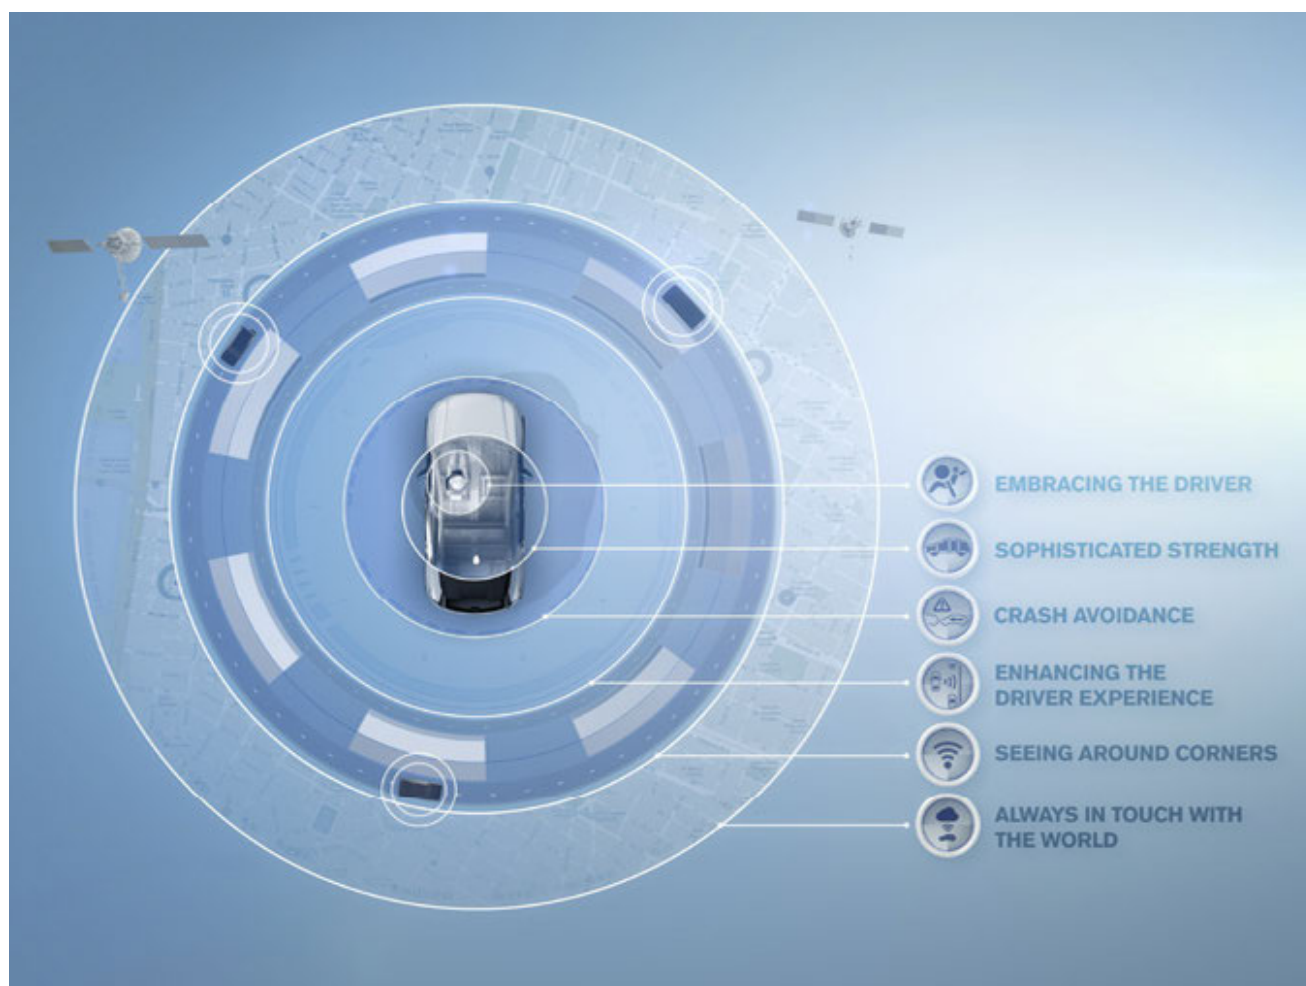 EMBRACING THE DRIVER
SOPHISTICATED STRENGTH
CRASH AVOIDANCE
ENHANCING THE
DRIVER EXPERIENCE
SEEING AROUND CORNERS
ALWAYS IN TOUCH WITH
THE WORLD